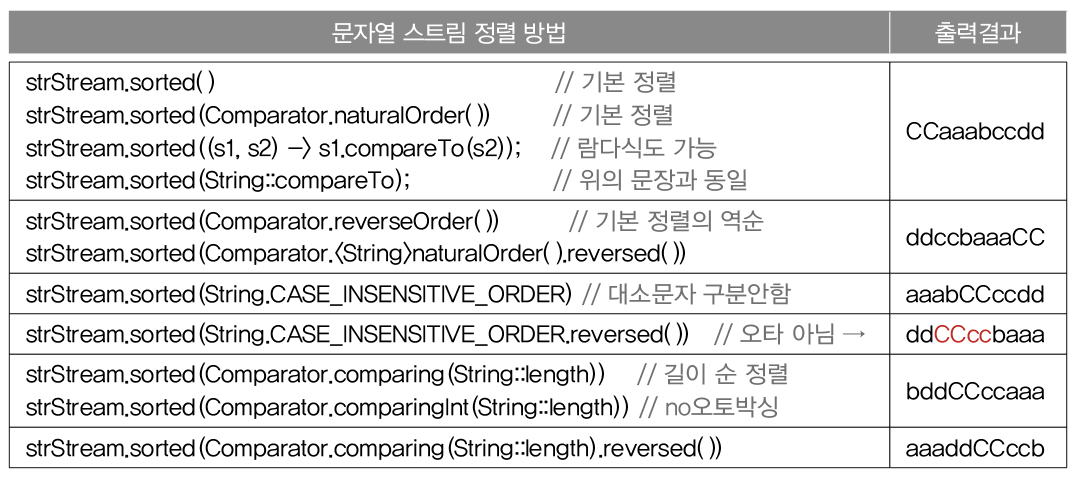 문자열 스트림 정렬 방법 출력결과
strStream.sorted( ) // 기본 정렬
strStream.sorted(Comparator.naturalOrder( )) // 기본 정렬
strStream.sorted((s1, s2) -> s1.compareTo(s2)); // 람다식도 가능
strStream.sorted(String::compareTo); // 위의 문장과 동일
CCaaabccdd
strStream.sorted(Comparator.reverseOrder( )) // 기본 정렬의 역순
strStream.sorted(Comparator.<String>naturalOrder( ).reversed( ))
ddccbaaaCC
strStream.sorted(String.CASE_INSENSITIVE_ORDER) // 대소문자 구분안함 aaabCCccdd
strStream.sorted(String.CASE_INSENSITIVE_ORDER.reversed( )) // 오타 아님 → ddCCccbaaa
strStream.sorted(Comparator.comparing(String::length)) // 길이 순 정렬
strStream.sorted(Comparator.comparingInt(String::length)) // no오토박싱
bddCCccaaa
strStream.sorted(Comparator.comparing(String::length).reversed( )) aaaddCCccb